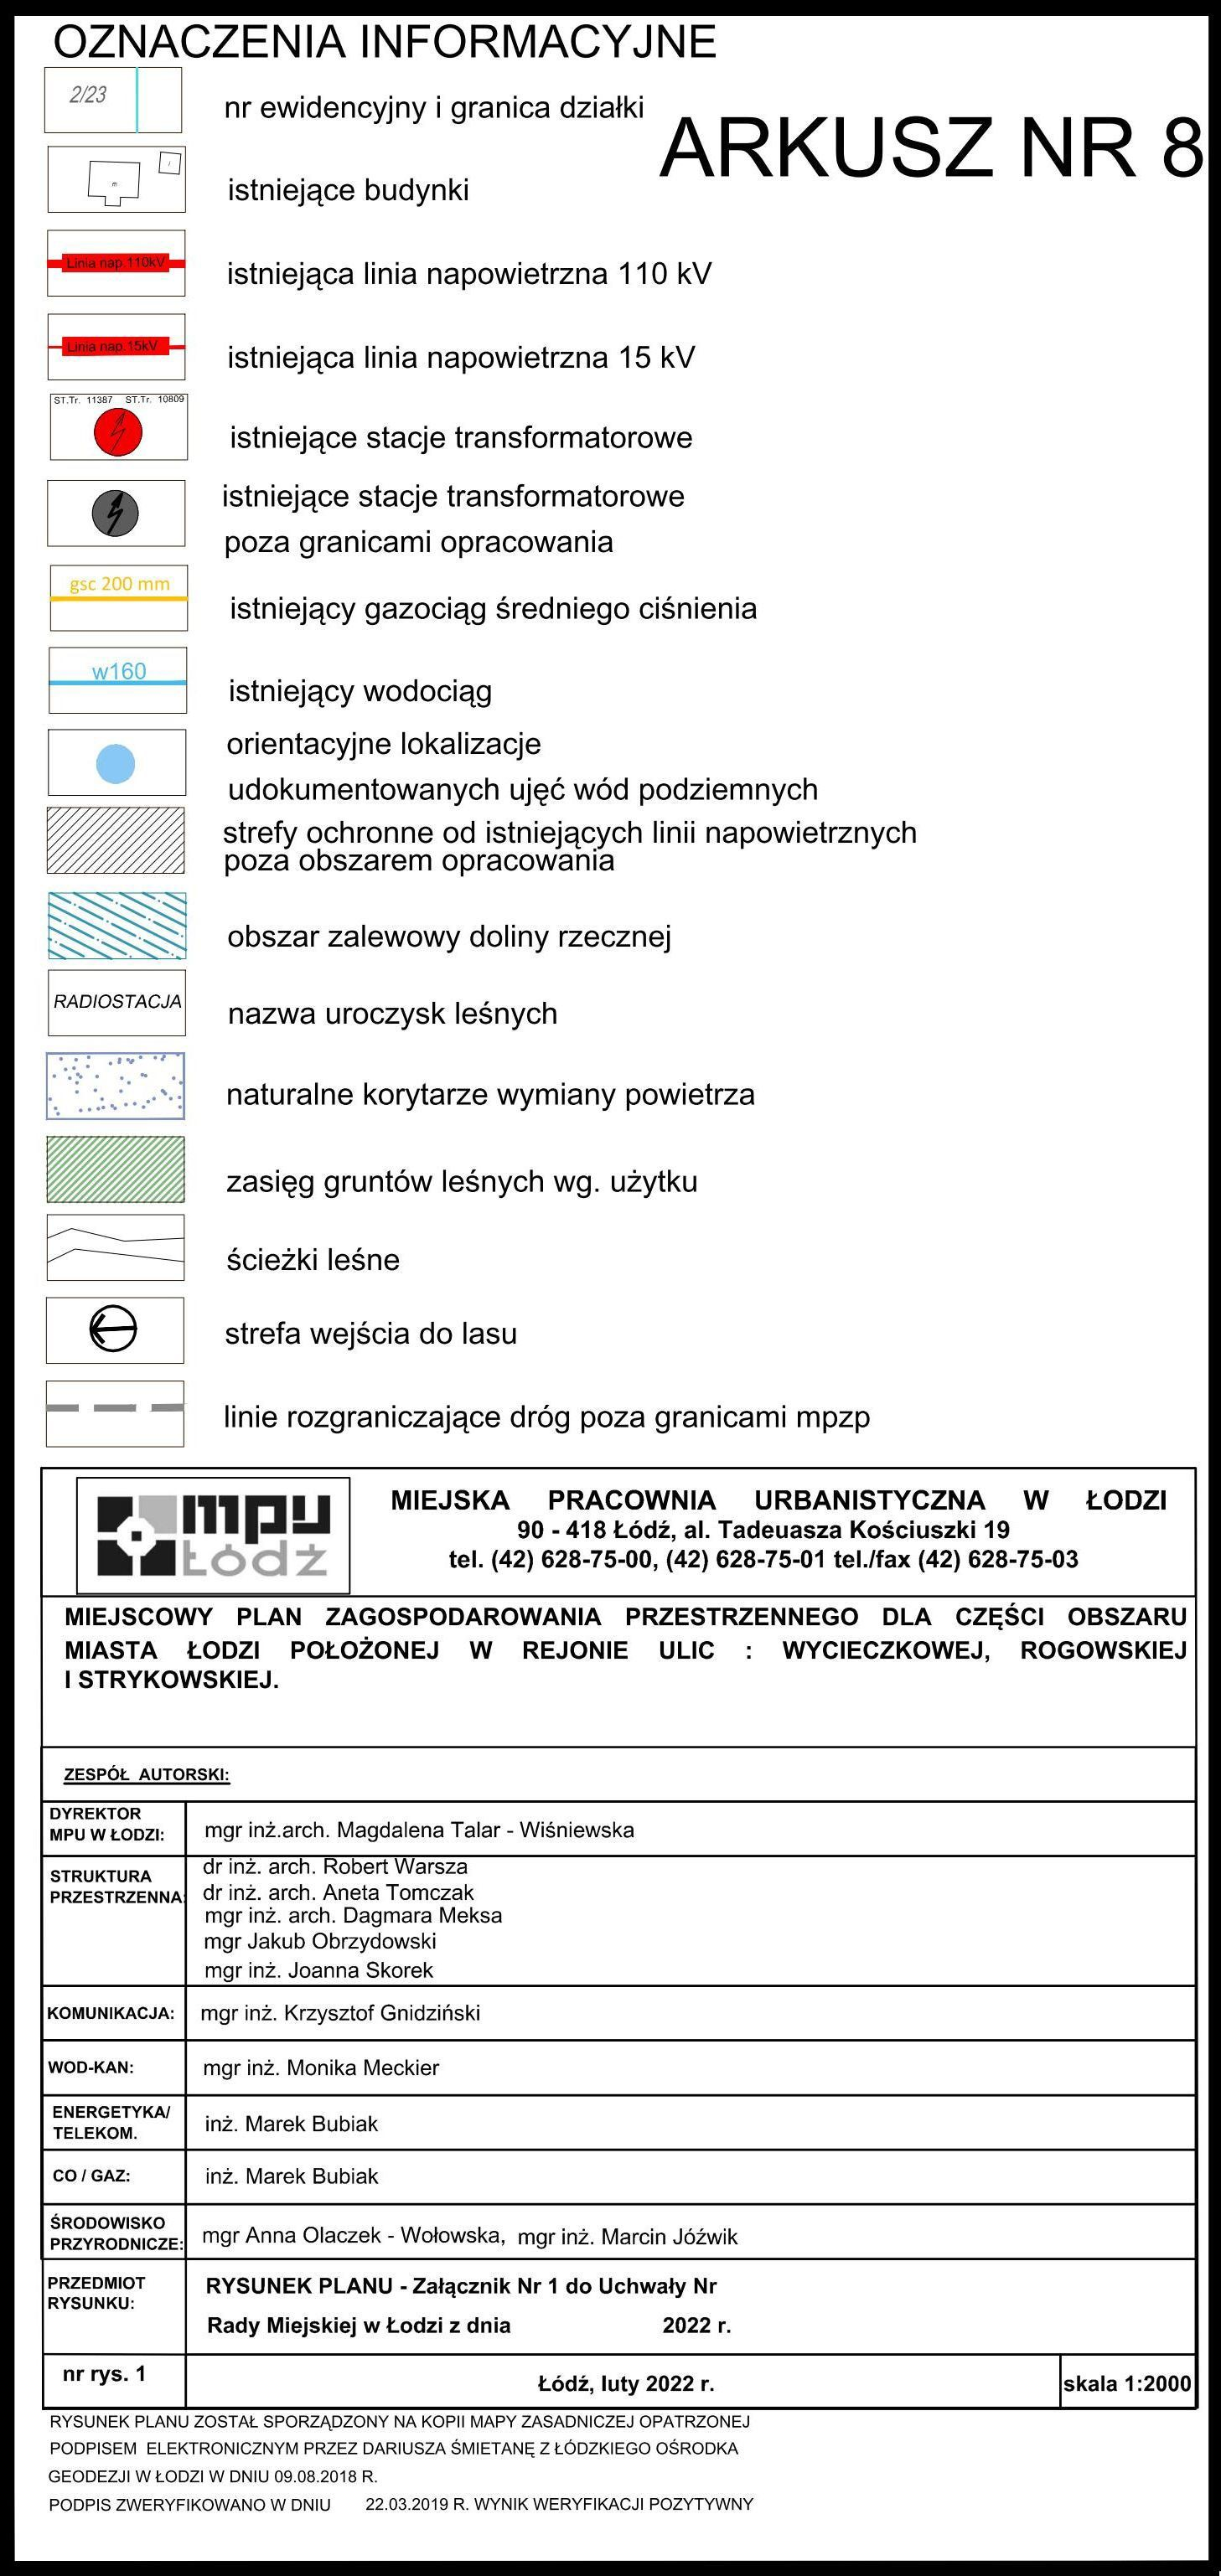 OZNACZENIA INFORMACYJNE
2/23
nr ewidencyjny i granica działki
ARKUSZ NR 8
m
istniejące budynki
Linia nap.110kV
istniejąca linia napowietrzna 110 kV
Linia nap.15kV
istniejąca linia napowietrzna 15 kV
ST.Tr. 11387 ST.Tr. 10809
istniejące stacje transformatorowe
istniejące stacje transformatorowe
poza granicami opracowania
gsc 200 mm
istniejący gazociąg średniego ciśnienia
w160
istniejący wodociąg
orientacyjne lokalizacje
udokumentowanych ujęć wód podziemnych
strefy ochronne od istniejących linii napowietrznych
poza obszarem opracowania
obszar zalewowy doliny rzecznej
RADIOSTACJA
nazwa uroczysk leśnych
naturalne korytarze wymiany powietrza
zasięg gruntów leśnych wg. użytku
ścieżki leśne
strefa wejścia do lasu
linie rozgraniczające dróg poza granicami mpzp
mpu
Łódź
MIEJSKA PRACOWNIA URBANISTYCZNA W ŁODZI
90 - 418 Łódź, al. Tadeuasza Kościuszki 19
tel. (42) 628-75-00, (42) 628-75-01 tel./fax (42) 628-75-03
MIEJSCOWY PLAN ZAGOSPODAROWANIA PRZESTRZENNEGO DLA CZĘŚCI OBSZARU
MIASTA ŁODZI POŁOŻONEJ W REJONIE ULIC : WYCIECZKOWEJ, ROGOWSKIEJ
I STRYKOWSKIEJ.
ZESPÓŁ AUTORSKI:
DYREKTOR
MPU W ŁODZI:
mgr inż.arch. Magdalena Talar - Wiśniewska
STRUKTURA
PRZESTRZENNA:
dr inż. arch. Robert Warsza
dr inż. arch. Aneta Tomczak
mgr inż. arch. Dagmara Meksa
mgr Jakub Obrzydowski
mgr inż. Joanna Skorek
KOMUNIKACJA:
mgr inż. Krzysztof Gnidziński
WOD-KAN:
mgr inż. Monika Meckier
ENERGETYKA/
TELEKOM.
inż. Marek Bubiak
CO / GAZ:
inż. Marek Bubiak
ŚRODOWISKO
PRZYRODNICZE:
mgr Anna Olaczek - Wołowska, mgr inż. Marcin Jóźwik
PRZEDMIOT
RYSUNKU:
RYSUNEK PLANU - Załącznik Nr 1 do Uchwały Nr
Rady Miejskiej w Łodzi z dnia 2022 r.
nr rys. 1
Łódź, luty 2022 r.
skala 1:2000
RYSUNEK PLANU ZOSTAŁ SPORZĄDZONY NA KOPII MAPY ZASADNICZEJ OPATRZONEJ
PODPISEM ELEKTRONICZNYM PRZEZ DARIUSZA ŚMIETANĘ Z ŁÓDZKIEGO OŚRODKA
GEODEZJI W ŁODZI W DNIU 09.08.2018 R.
PODPIS ZWERYFIKOWANO W DNIU 22.03.2019 R. WYNIK WERYFIKACJI POZYTYWNY